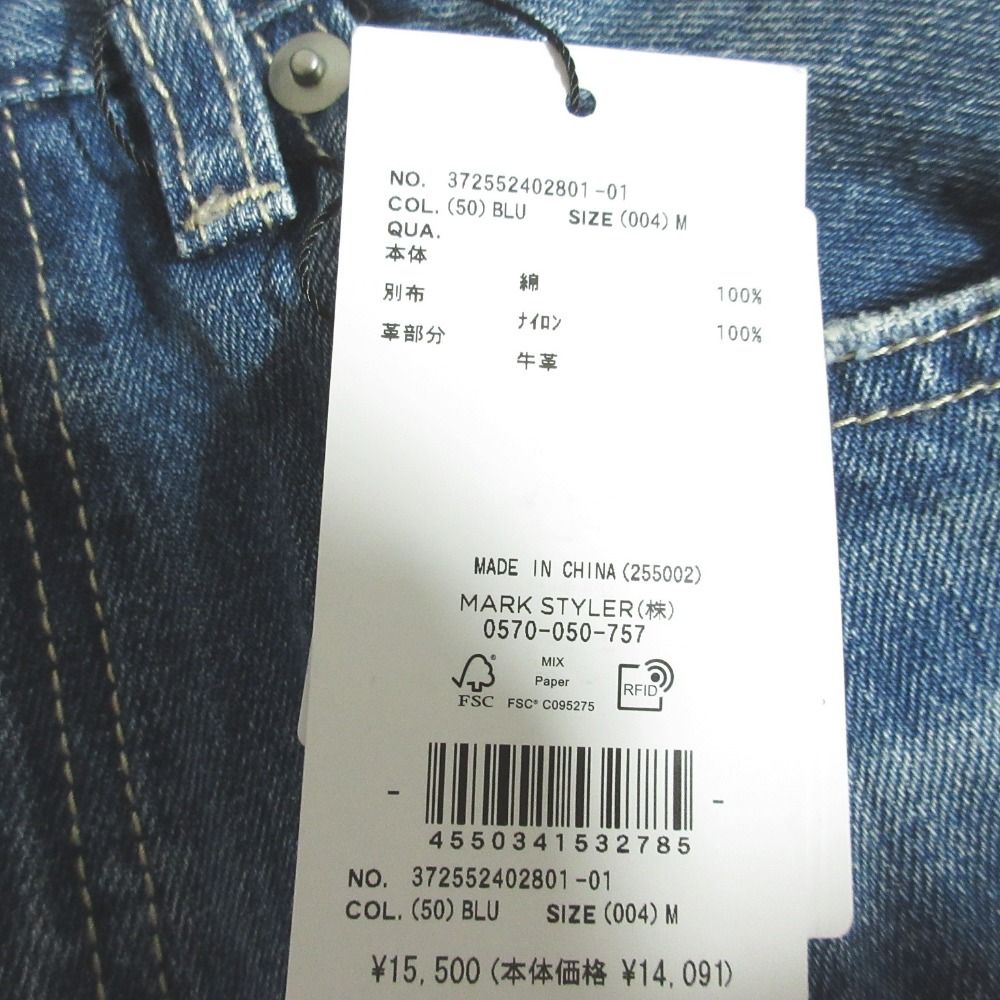 NO. 372552402801-01
COL. (50) BLU SIZE (004) M
QUA.
本体 綿 100%
別布 ナイロン 100%
革部分 牛革
MADE IN CHINA (255002)
MARK STYLER(株)
0570-050-757
FSC
MIX
Paper
FSC® C095275
RFID
4550341532785
NO. 372552402801-01
COL. (50) BLU SIZE (004) M
¥15,500 (本体価格 ¥14,091)